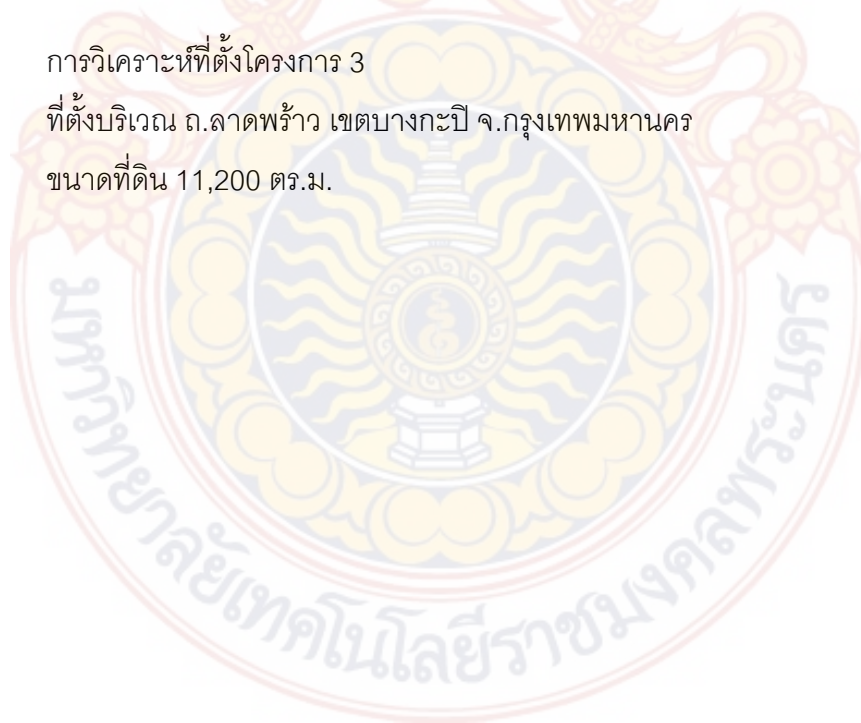 การวิเคราะห์ที่ตั้งโครงการ 3
ที่ตั้งบริเวณ ถ.ลาดพร้าว เขตบางกะปิ จ.กรุงเทพมหานคร
ขนาดที่ดิน 11,200 ตร.ม.
มหาวิทยาลัยเทคโนโลยีราชมงคลพระนคร